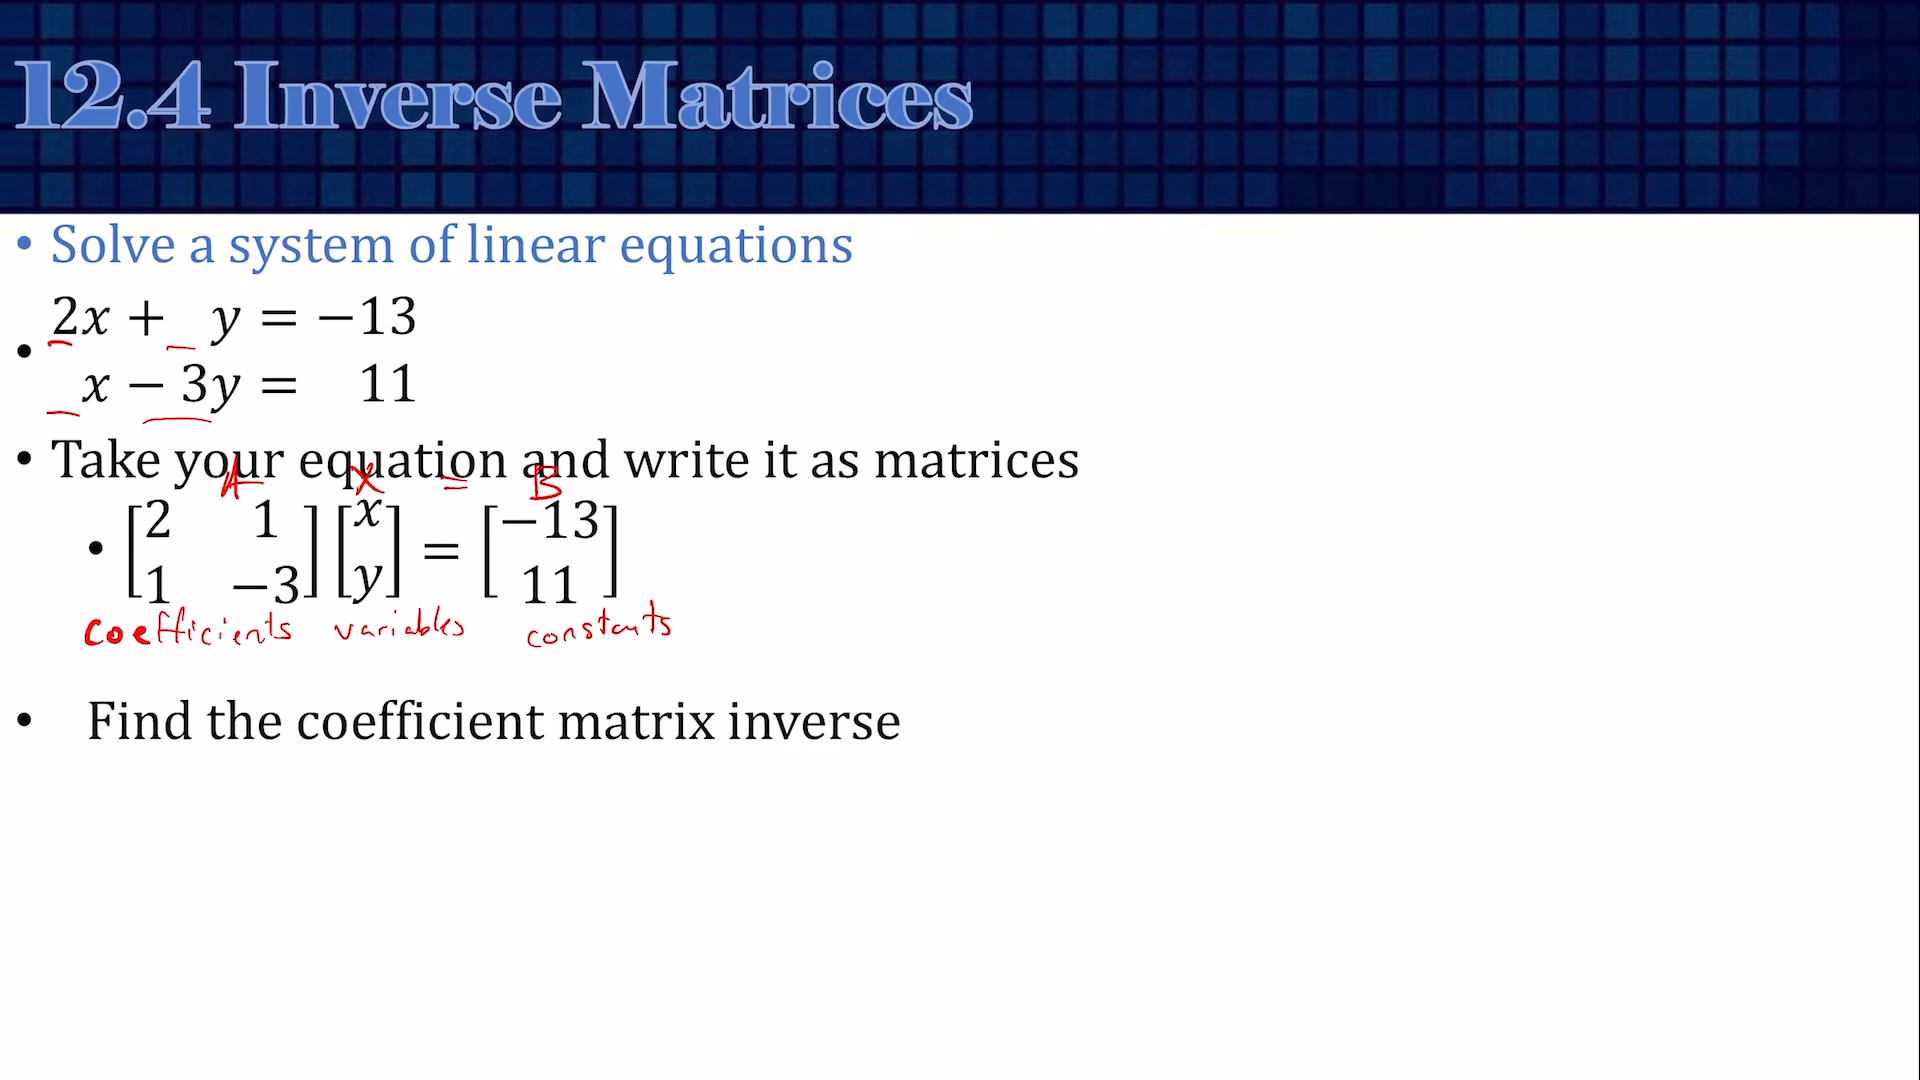 12.4 Inverse Matrices
• Solve a system of linear equations
• 2x + y = −13
x − 3y = 11
• Take your equation and write it as matrices
A X = B
• [2 1] [x] = [−13]
[1 −3] [y] [11]
coefficients variables constants
• Find the coefficient matrix inverse